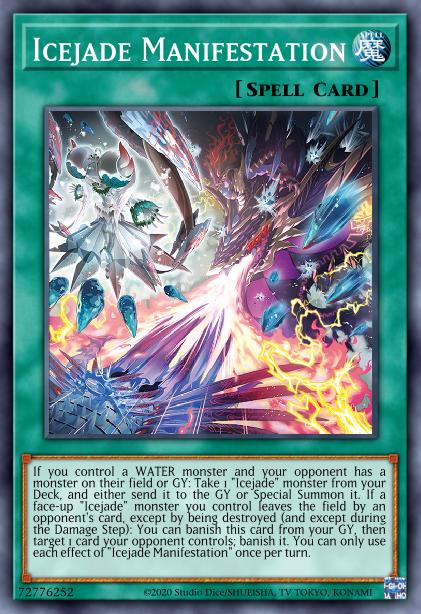 Icejade Manifestation
SPELL
魔
[ Spell Card ]
If you control a WATER monster and your opponent has a
monster on their field or GY: Take 1 "Icejade" monster from your
Deck, and either send it to the GY or Special Summon it. If a
face-up "Icejade" monster you control leaves the field by an
opponent's card, except by being destroyed (and except during
the Damage Step): You can banish this card from your GY, then
target 1 card your opponent controls; banish it. You can only use
each effect of "Icejade Manifestation" once per turn.
72776252
©2020 Studio Dice/SHUEISHA, TV TOKYO, KONAMI